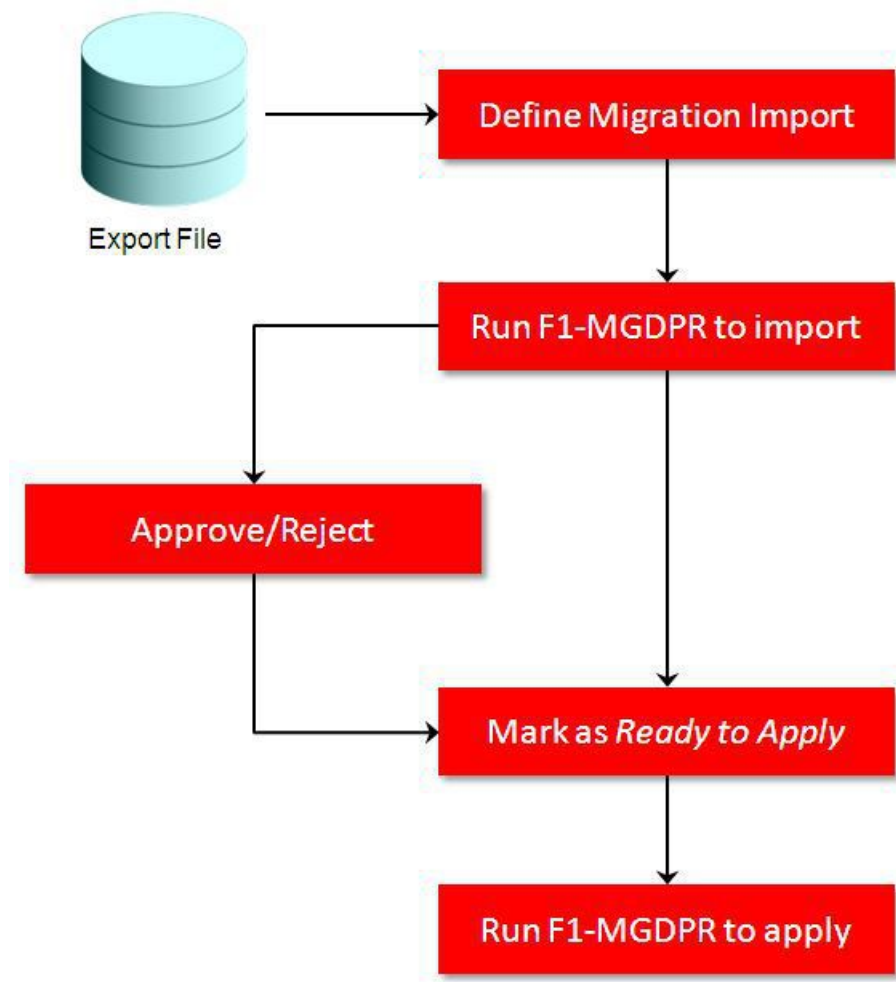 Export File
Define Migration Import
Run F1-MGDPR to import
Approve/Reject
Mark as Ready to Apply
Run F1-MGDPR to apply